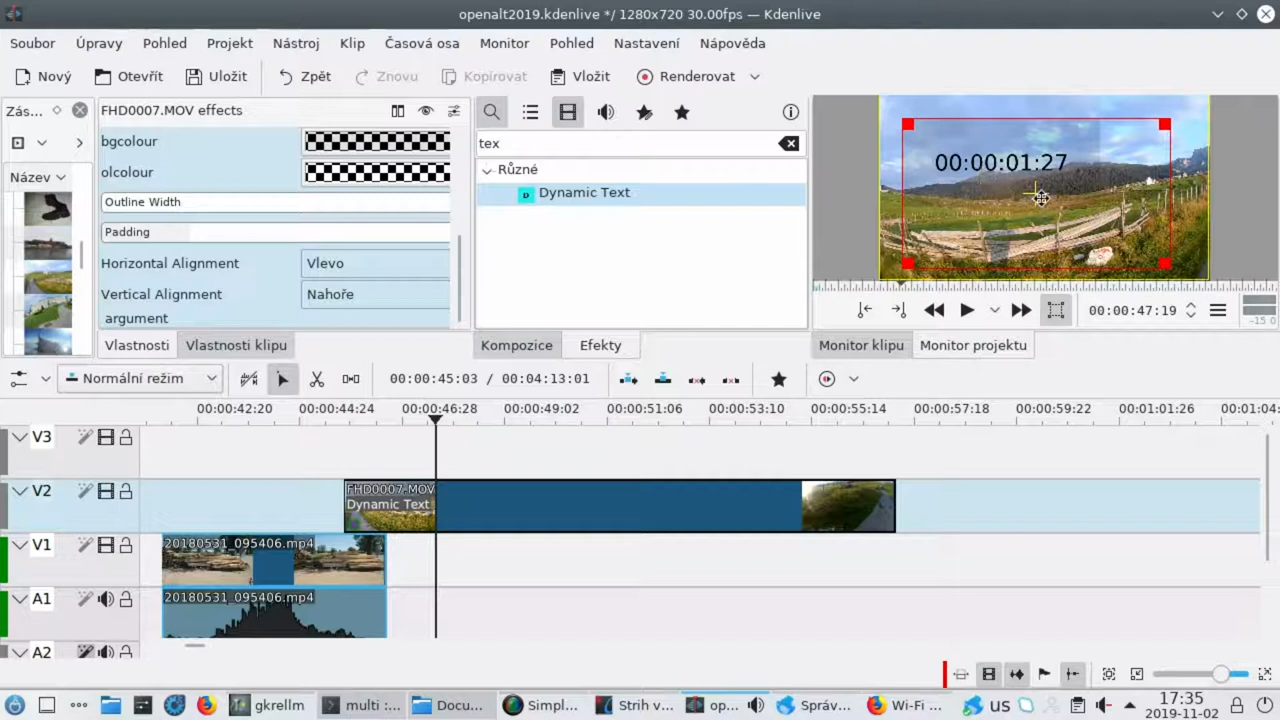 openalt2019.kdenlive */ 1280x720 30.00fps — Kdenlive
Soubor Úpravy Pohled Projekt Nástroj Klip Časová osa Monitor Pohled Nastavení Nápověda
Nový Otevřít Uložit Zpět Znovu Kopírovat Vložit Renderovat
Zás... FHD0007.MOV effects
bgcolour
tex
olcolour
Různé
00:00:01:27
Název
Dynamic Text
Outline Width
Padding
Horizontal Alignment Vlevo
Vertical Alignment Nahoře
00:00:47:19
argument
-15 0
Vlastnosti Vlastnosti klipu Kompozice Efekty Monitor klipu Monitor projektu
Normální režim 00:00:45:03 / 00:04:13:01
00:00:42:20 00:00:44:24 00:00:46:28 00:00:49:02 00:00:51:06 00:00:53:10 00:00:55:14 00:00:57:18 00:00:59:22 00:01:01:26 00:01:04:
V3
V2 FHD0007.MOV
Dynamic Text
V1 20180531_095406.mp4
A1 20180531_095406.mp4
A2
gkrellm multi :... Docu... Simpl... Strih v... op... Správ... Wi-Fi ... us 17:35
2019-11-02